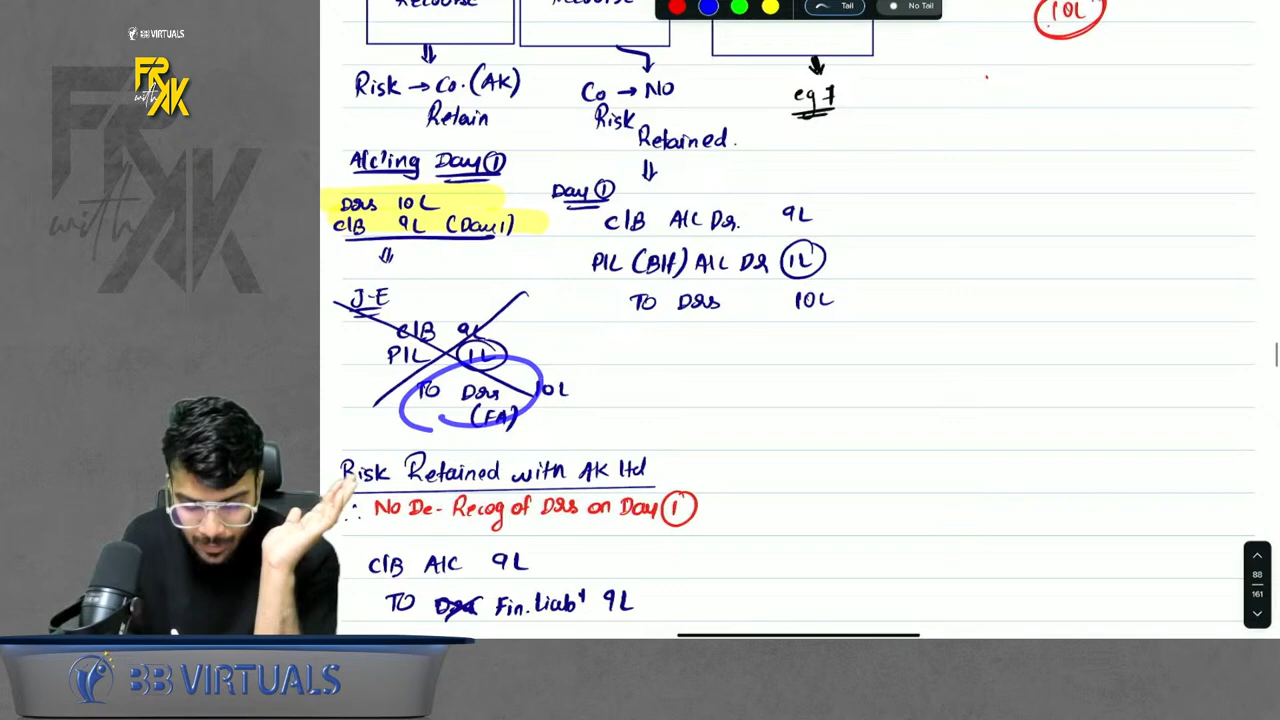 BB VIRTUALS
FR
with
AK
Tail
No Tail
Recourse
Recourse
10L
Risk → Co. (AK)
Retain
Co → NO
Risk
Retained.
eg 7
A/c'ing Day ①
Drs 10L
C/B 9L (Day 1)
Day ①
C/B A/C Dr. 9L
P/L (B/f) A/C Dr 1L
TO Drs 10L
J-E
C/B 9L
P/L 1L
TO Drs 10L
(FA)
Risk Retained with AK ltd
∴ No De-Recog of Drs on Day ①
C/B A/C 9L
TO Fin. Liab 9L
88
161
BB VIRTUALS